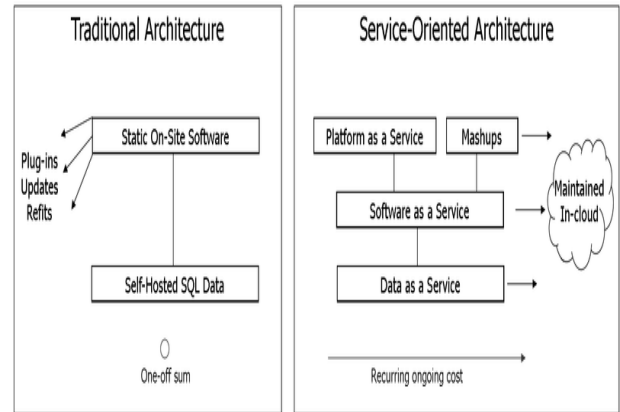 Traditional Architecture
Static On-Site Software
Plug-ins
Updates
Refits
Self-Hosted SQL Data
One-off sum
Service-Oriented Architecture
Platform as a Service
Mashups
Maintained
In-cloud
Software as a Service
Data as a Service
Recurring ongoing cost